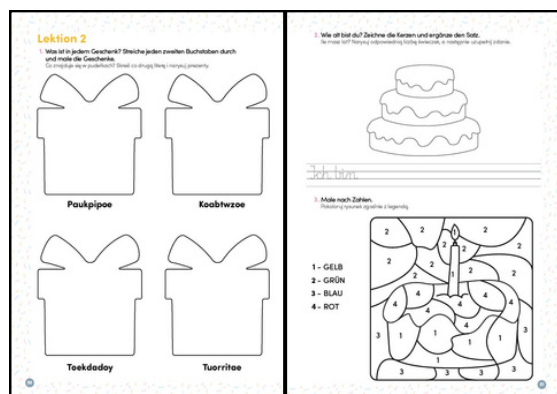 Lektion 2
1. Was ist in jedem Geschenk? Streiche jeden zweiten Buchstaben durch
und male die Geschenke.
Co znajduje się w pudełkach? Skreśl co drugą literę i narysuj prezenty.
Paukpipoe
Koabtwzoe
Toekdadoy
Tuorritae
2. Wie alt bist du? Zeichne die Kerzen und ergänze den Satz.
Ile masz lat? Narysuj odpowiednią liczbę świeczek, a następnie uzupełnij zdanie.
Ich bin
3. Male nach Zahlen.
Pokoloruj rysunek zgodnie z legendą.
1 - GELB
2 - GRÜN
3 - BLAU
4 - ROT